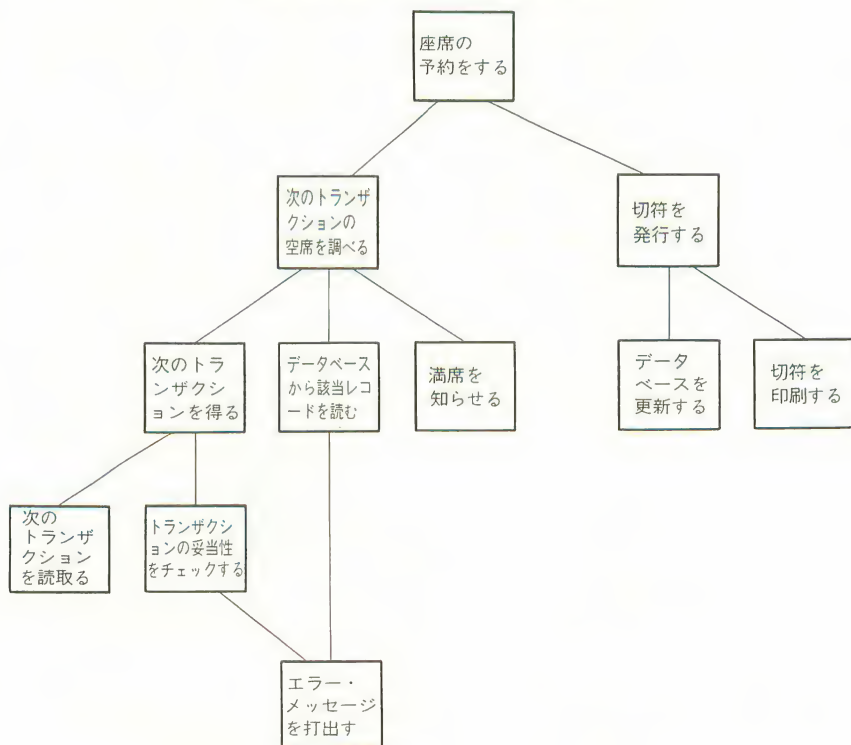 座席の
予約をする
次のトランザ
クションの
空席を調べる
切符を
発行する
次のトラ
ンザクシ
ョンを得る
データベース
から該当レコ
ードを読む
満席を
知らせる
データ
ベースを
更新する
切符を
印刷する
次の
トランザ
クション
を読取る
トランザクシ
ョンの妥当性
をチェックする
エラー・
メッセージ
を打出す